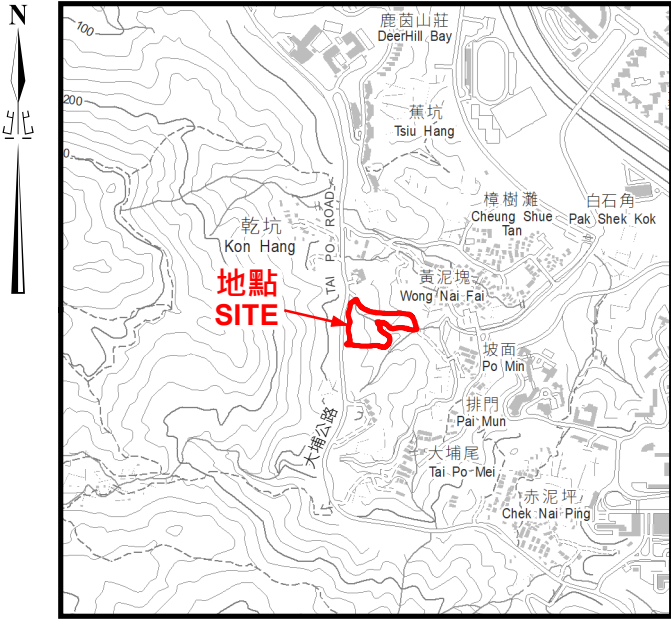 N
100
200
0
鹿茵山莊
DeerHill Bay
蕉坑
Tsiu Hang
樟樹灘
Cheung Shue
Tan
白石角
Pak Shek Kok
乾坑
Kon Hang
TAI PO ROAD
黃泥塊
Wong Nai Fai
地點
SITE
坡面
Po Min
排門
Pai Mun
大埔公路
大埔尾
Tai Po Mei
赤泥坪
Chek Nai Ping